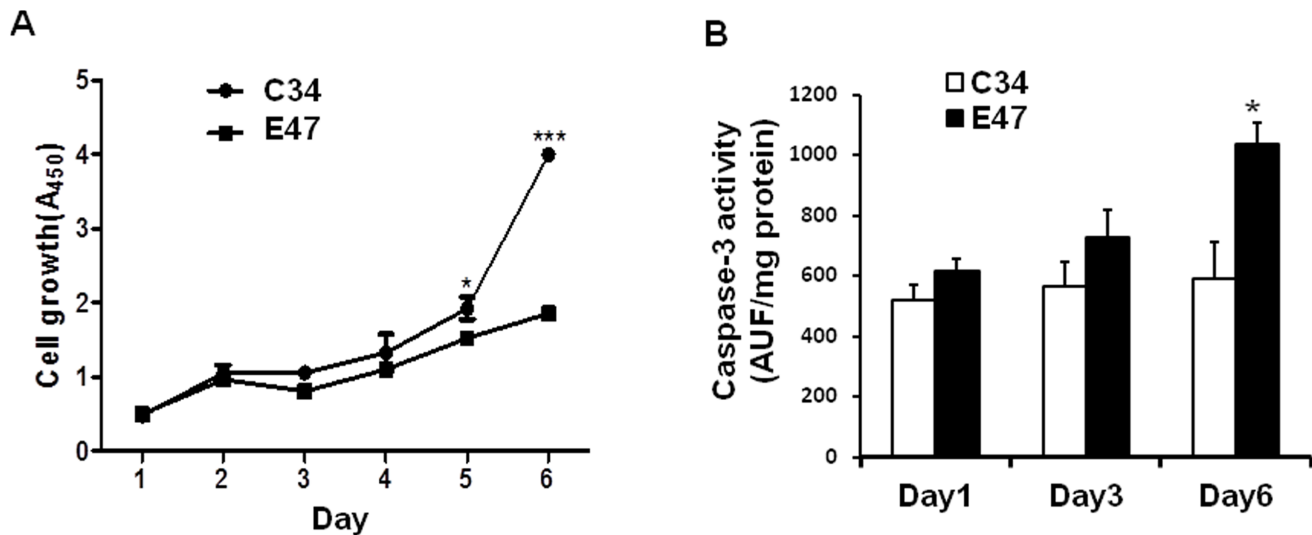 A
Cell growth(A450)
5
4
3
2
1
0
C34
E47
*
***
1 2 3 4 5 6
Day
B
Caspase-3 activity
(AUF/mg protein)
1200
1000
800
600
400
200
0
C34
E47
*
Day1 Day3 Day6